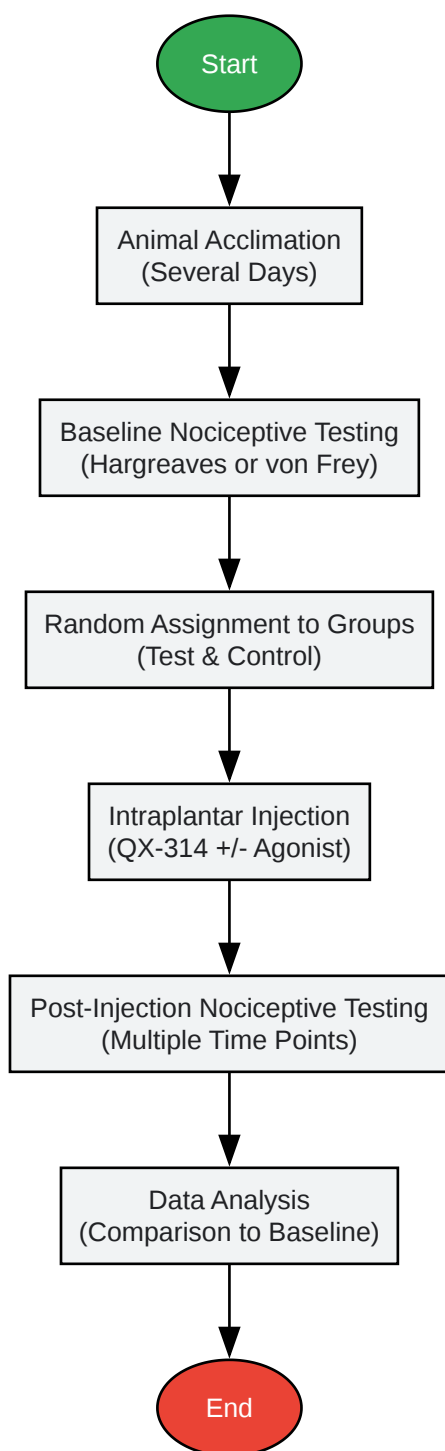 Start
Animal Acclimation
(Several Days)
Baseline Nociceptive Testing
(Hargreaves or von Frey)
Random Assignment to Groups
(Test & Control)
Intraplantar Injection
(QX-314 +/- Agonist)
Post-Injection Nociceptive Testing
(Multiple Time Points)
Data Analysis
(Comparison to Baseline)
End